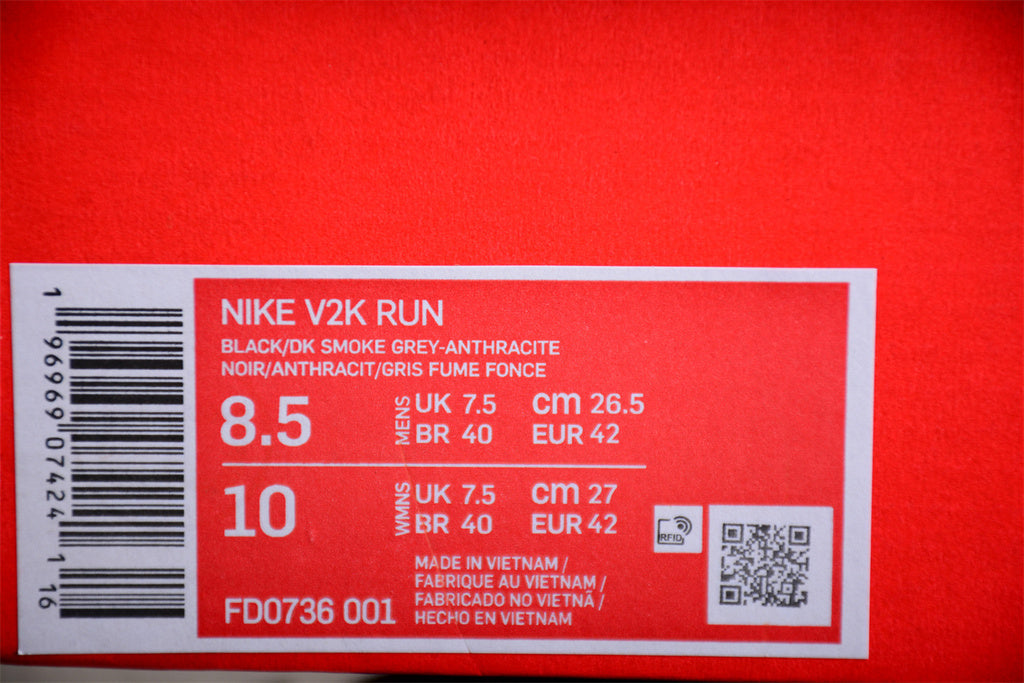 NIKE V2K RUN
BLACK/DK SMOKE GREY-ANTHRACITE
NOIR/ANTHRACIT/GRIS FUME FONCE
8.5 MENS UK 7.5 cm 26.5
BR 40 EUR 42
10 WMNS UK 7.5 cm 27
BR 40 EUR 42
RFID
MADE IN VIETNAM /
FABRIQUE AU VIETNAM /
FABRICADO NO VIETNÃ /
HECHO EN VIETNAM
FD0736 001
1 96969 07424 1 16